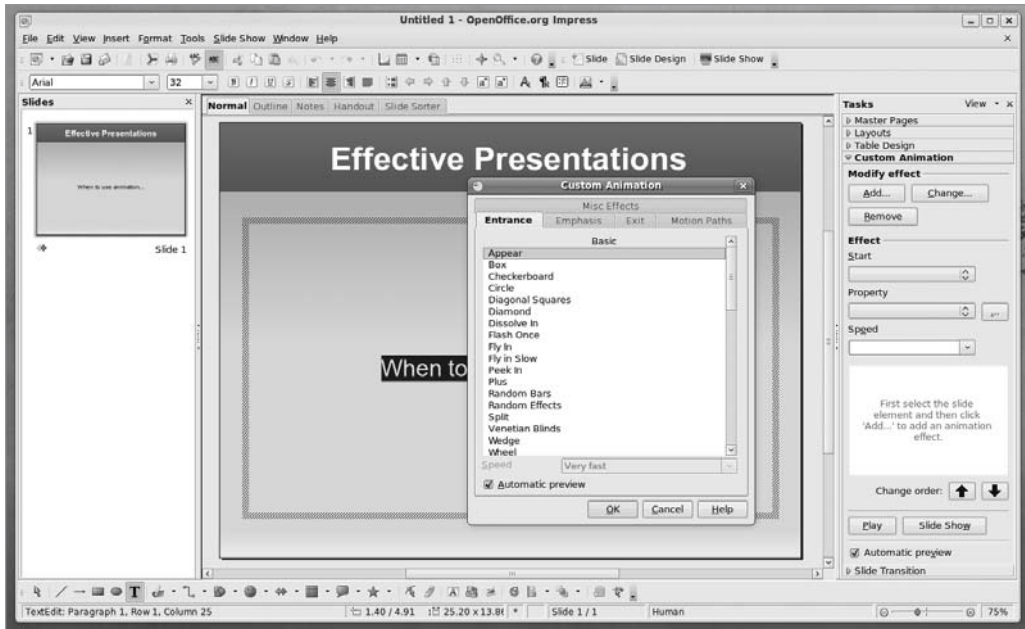 Untitled 1 - OpenOffice.org Impress
File Edit View Insert Format Tools Slide Show Window Help
Slide Slide Design Slide Show
Arial 32
Slides
Normal Outline Notes Handout Slide Sorter
Tasks View
1
Effective Presentations
When to use animation...
Slide 1
Effective Presentations
When to
Custom Animation
Misc Effects
Entrance Emphasis Exit Motion Paths
Basic
Appear
Box
Checkerboard
Circle
Diagonal Squares
Diamond
Dissolve In
Flash Once
Fly In
Fly in Slow
Peek In
Plus
Random Bars
Random Effects
Split
Venetian Blinds
Wedge
Wheel
Speed Very fast
Automatic preview
OK Cancel Help
Master Pages
Layouts
Table Design
Custom Animation
Modify effect
Add... Change...
Remove
Effect
Start
Property
...
Speed
First select the slide
element and then click
'Add...' to add an animation
effect.
Change order:
Play Slide Show
Automatic preview
Slide Transition
TextEdit: Paragraph 1, Row 1, Column 25 1.40 / 4.91 25.20 x 13.8( * Slide 1 / 1 Human 75%